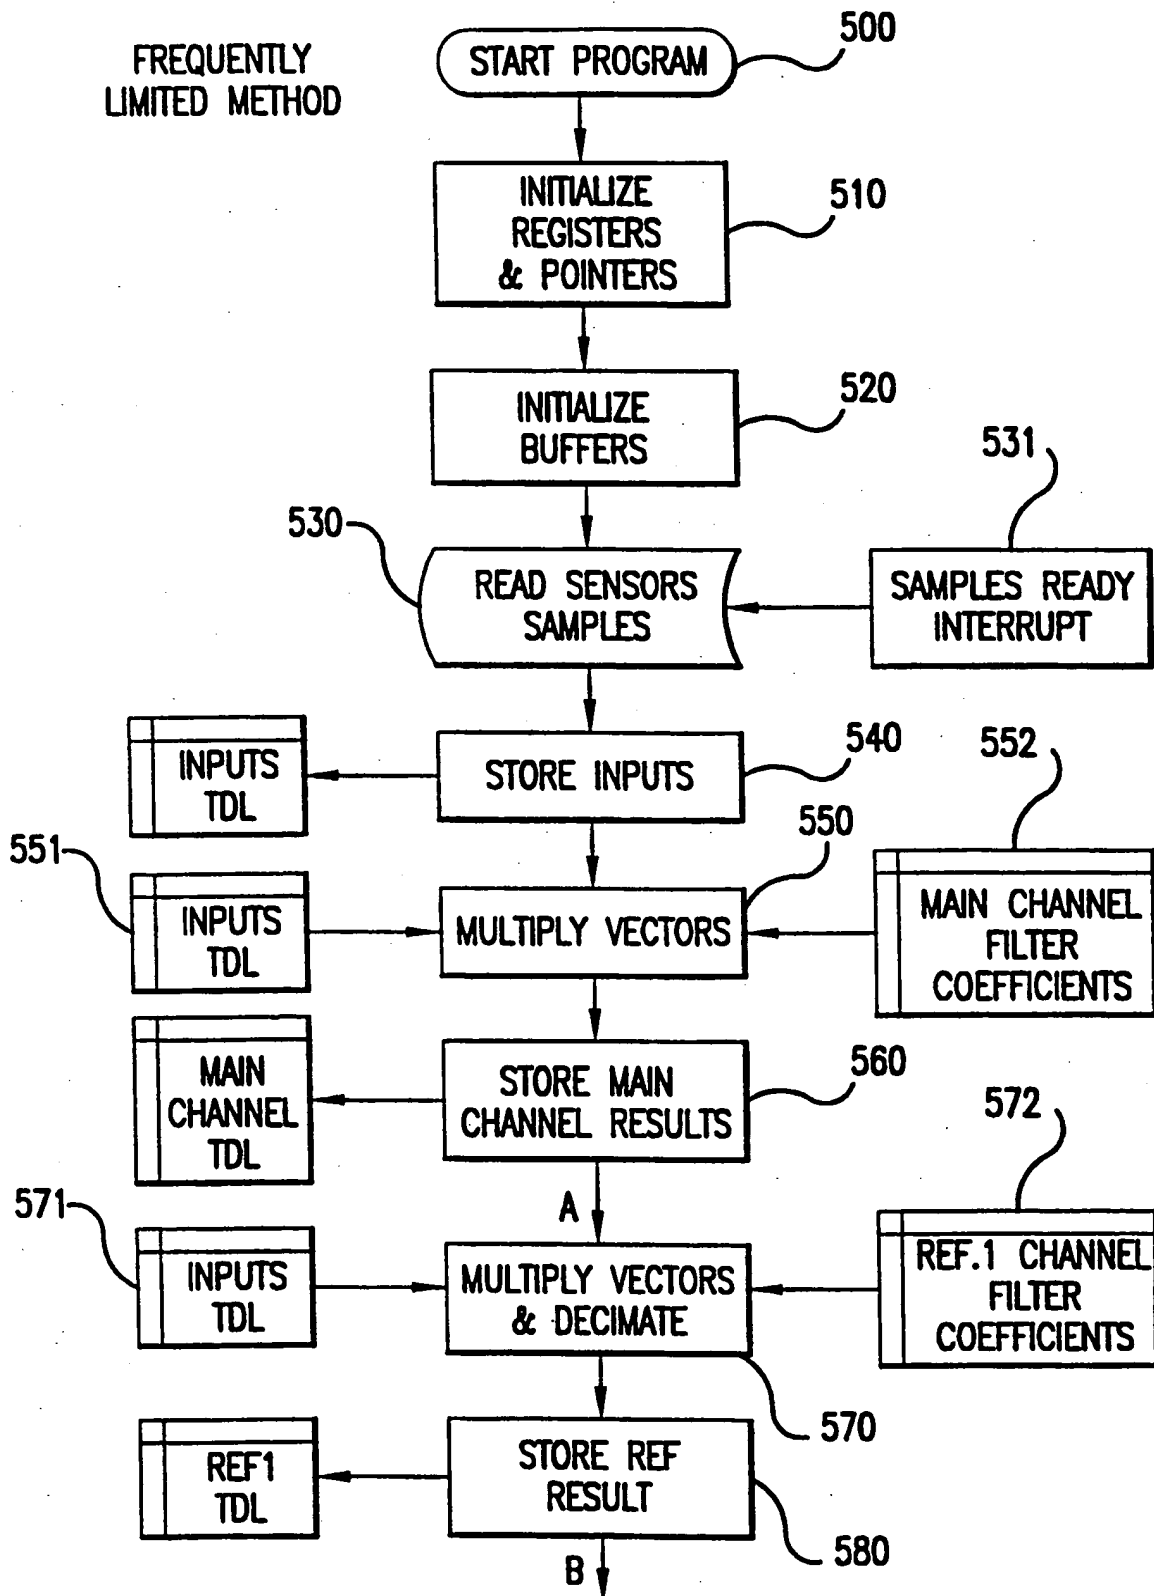 FREQUENTLY
LIMITED METHOD
START PROGRAM
500
INITIALIZE
REGISTERS
& POINTERS
510
INITIALIZE
BUFFERS
520
530
READ SENSORS
SAMPLES
531
SAMPLES READY
INTERRUPT
INPUTS
TDL
STORE INPUTS
540
551
INPUTS
TDL
MULTIPLY VECTORS
550
552
MAIN CHANNEL
FILTER
COEFFICIENTS
MAIN
CHANNEL
TDL
STORE MAIN
CHANNEL RESULTS
560
A
571
INPUTS
TDL
MULTIPLY VECTORS
& DECIMATE
570
572
REF.1 CHANNEL
FILTER
COEFFICIENTS
REF1
TDL
STORE REF
RESULT
580
B